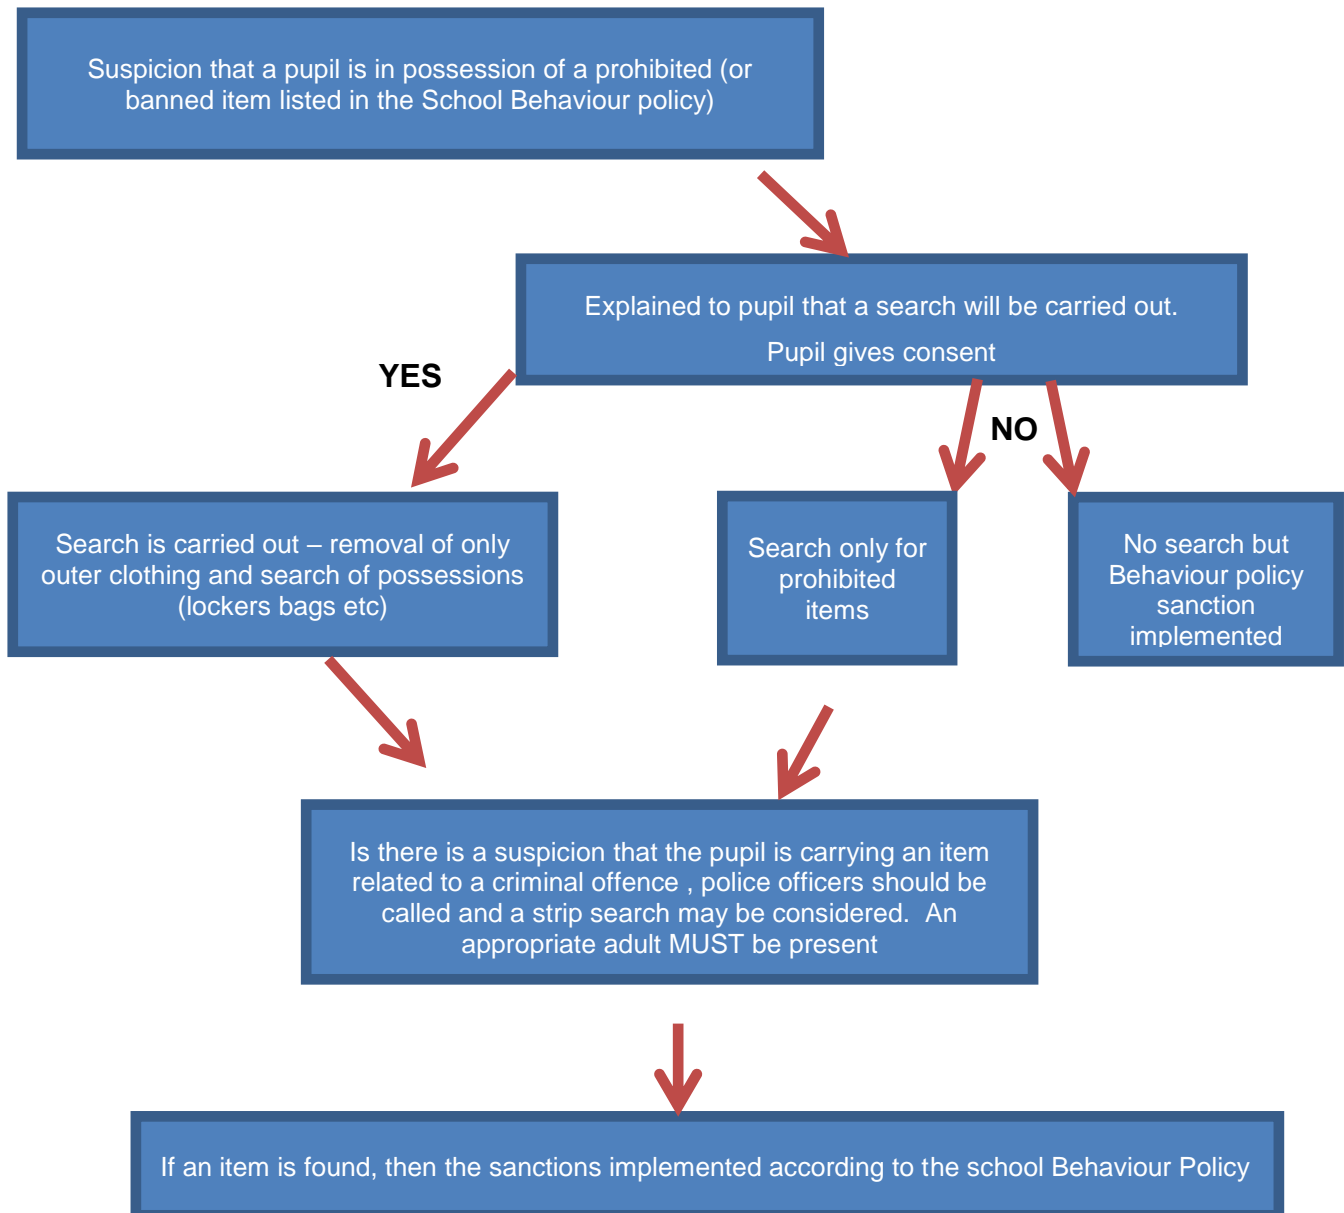 Suspicion that a pupil is in possession of a prohibited (or
banned item listed in the School Behaviour policy)
Explained to pupil that a search will be carried out.
Pupil gives consent
YES
NO
Search is carried out – removal of only
outer clothing and search of possessions
(lockers bags etc)
Search only for
prohibited
items
No search but
Behaviour policy
sanction
implemented
Is there is a suspicion that the pupil is carrying an item
related to a criminal offence , police officers should be
called and a strip search may be considered.  An
appropriate adult MUST be present
If an item is found, then the sanctions implemented according to the school Behaviour Policy